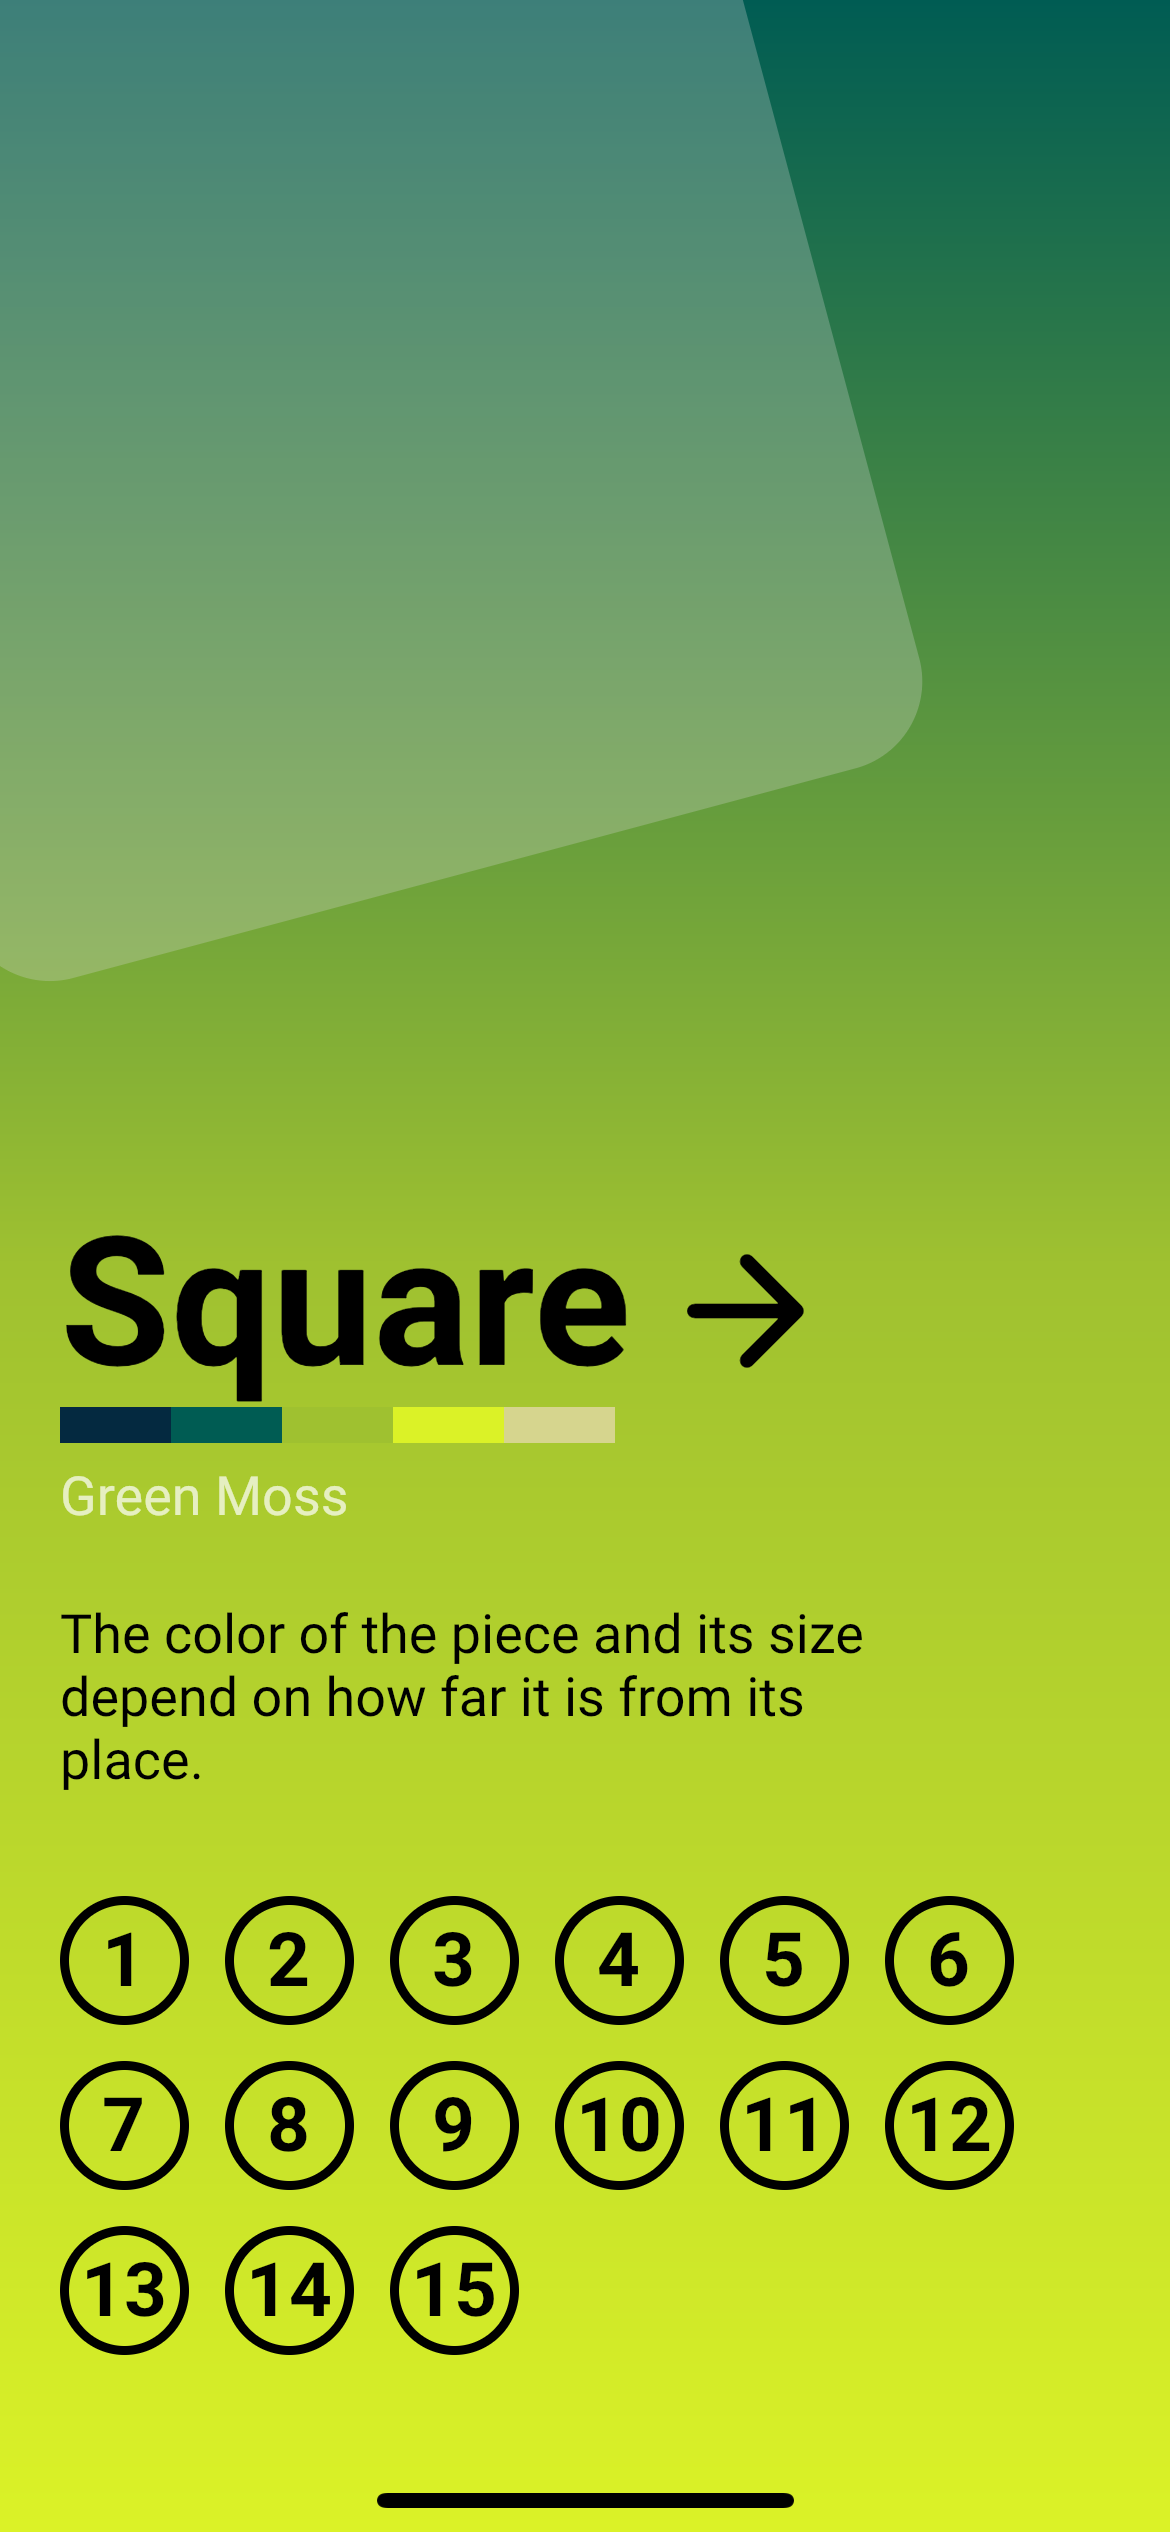 Square →
Green Moss
The color of the piece and its size
depend on how far it is from its
place.
1 2 3 4 5 6
7 8 9 10 11 12
13 14 15